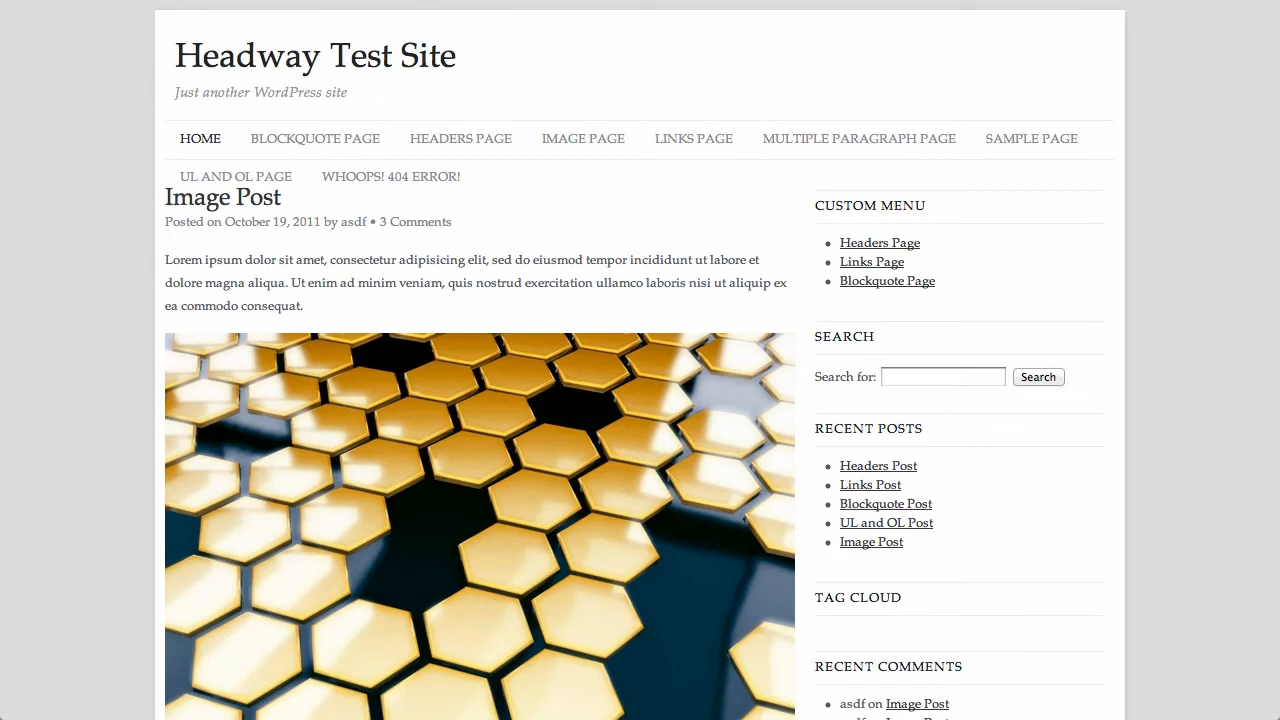 Headway Test Site
Just another WordPress site
HOME BLOCKQUOTE PAGE HEADERS PAGE IMAGE PAGE LINKS PAGE MULTIPLE PARAGRAPH PAGE SAMPLE PAGE
UL AND OL PAGE WHOOPS! 404 ERROR!
Image Post
Posted on October 19, 2011 by asdf • 3 Comments
Lorem ipsum dolor sit amet, consectetur adipisicing elit, sed do eiusmod tempor incididunt ut labore et
dolore magna aliqua. Ut enim ad minim veniam, quis nostrud exercitation ullamco laboris nisi ut aliquip ex
ea commodo consequat.
CUSTOM MENU
Headers Page
Links Page
Blockquote Page
SEARCH
Search for: Search
RECENT POSTS
Headers Post
Links Post
Blockquote Post
UL and OL Post
Image Post
TAG CLOUD
RECENT COMMENTS
asdf on Image Post